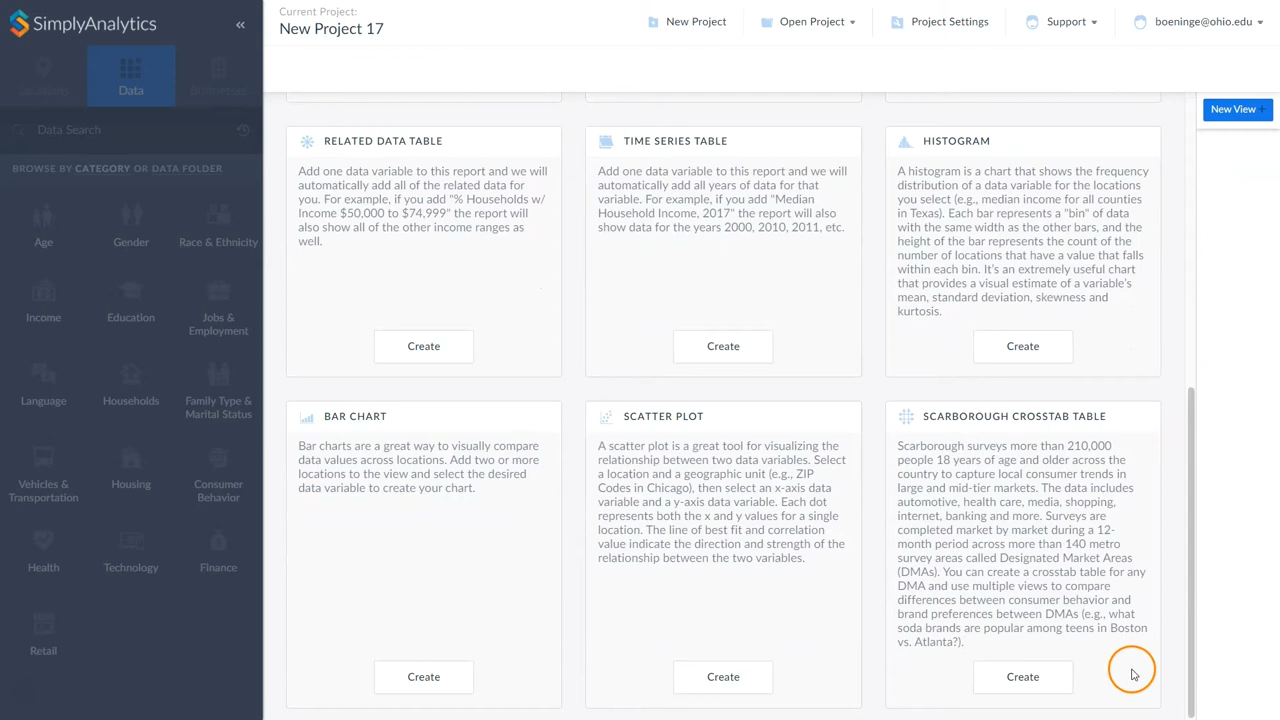 SimplyAnalytics
«
Current Project:
New Project 17
New Project
Open Project
Project Settings
Support
boeninge@ohio.edu
Locations
Data
Businesses
Data Search
BROWSE BY CATEGORY OR DATA FOLDER
Age
Gender
Race & Ethnicity
Income
Education
Jobs &
Employment
Language
Households
Family Type &
Marital Status
Vehicles &
Transportation
Housing
Consumer
Behavior
Health
Technology
Finance
Retail
New View +
RELATED DATA TABLE
Add one data variable to this report and we will
automatically add all of the related data for
you. For example, if you add "% Households w/
Income $50,000 to $74,999" the report will
also show all of the other income ranges as
well.
Create
TIME SERIES TABLE
Add one data variable to this report and we will
automatically add all years of data for that
variable. For example, if you add "Median
Household Income, 2017" the report will also
show data for the years 2000, 2010, 2011, etc.
Create
HISTOGRAM
A histogram is a chart that shows the frequency
distribution of a data variable for the locations
you select (e.g., median income for all counties
in Texas). Each bar represents a "bin" of data
with the same width as the other bars, and the
height of the bar represents the count of the
number of locations that have a value that falls
within each bin. It's an extremely useful chart
that provides a visual estimate of a variable's
mean, standard deviation, skewness and
kurtosis.
Create
BAR CHART
Bar charts are a great way to visually compare
data values across locations. Add two or more
locations to the view and select the desired
data variable to create your chart.
Create
SCATTER PLOT
A scatter plot is a great tool for visualizing the
relationship between two data variables. Select
a location and a geographic unit (e.g., ZIP
Codes in Chicago), then select an x-axis data
variable and a y-axis data variable. Each dot
represents both the x and y values for a single
location. The line of best fit and correlation
value indicate the direction and strength of the
relationship between the two variables.
Create
SCARBOROUGH CROSSTAB TABLE
Scarborough surveys more than 210,000
people 18 years of age and older across the
country to capture local consumer trends in
large and mid-tier markets. The data includes
automotive, health care, media, shopping,
internet, banking and more. Surveys are
completed market by market during a 12-
month period across more than 140 metro
survey areas called Designated Market Areas
(DMAs). You can create a crosstab table for any
DMA and use multiple views to compare
differences between consumer behavior and
brand preferences between DMAs (e.g., what
soda brands are popular among teens in Boston
vs. Atlanta?).
Create